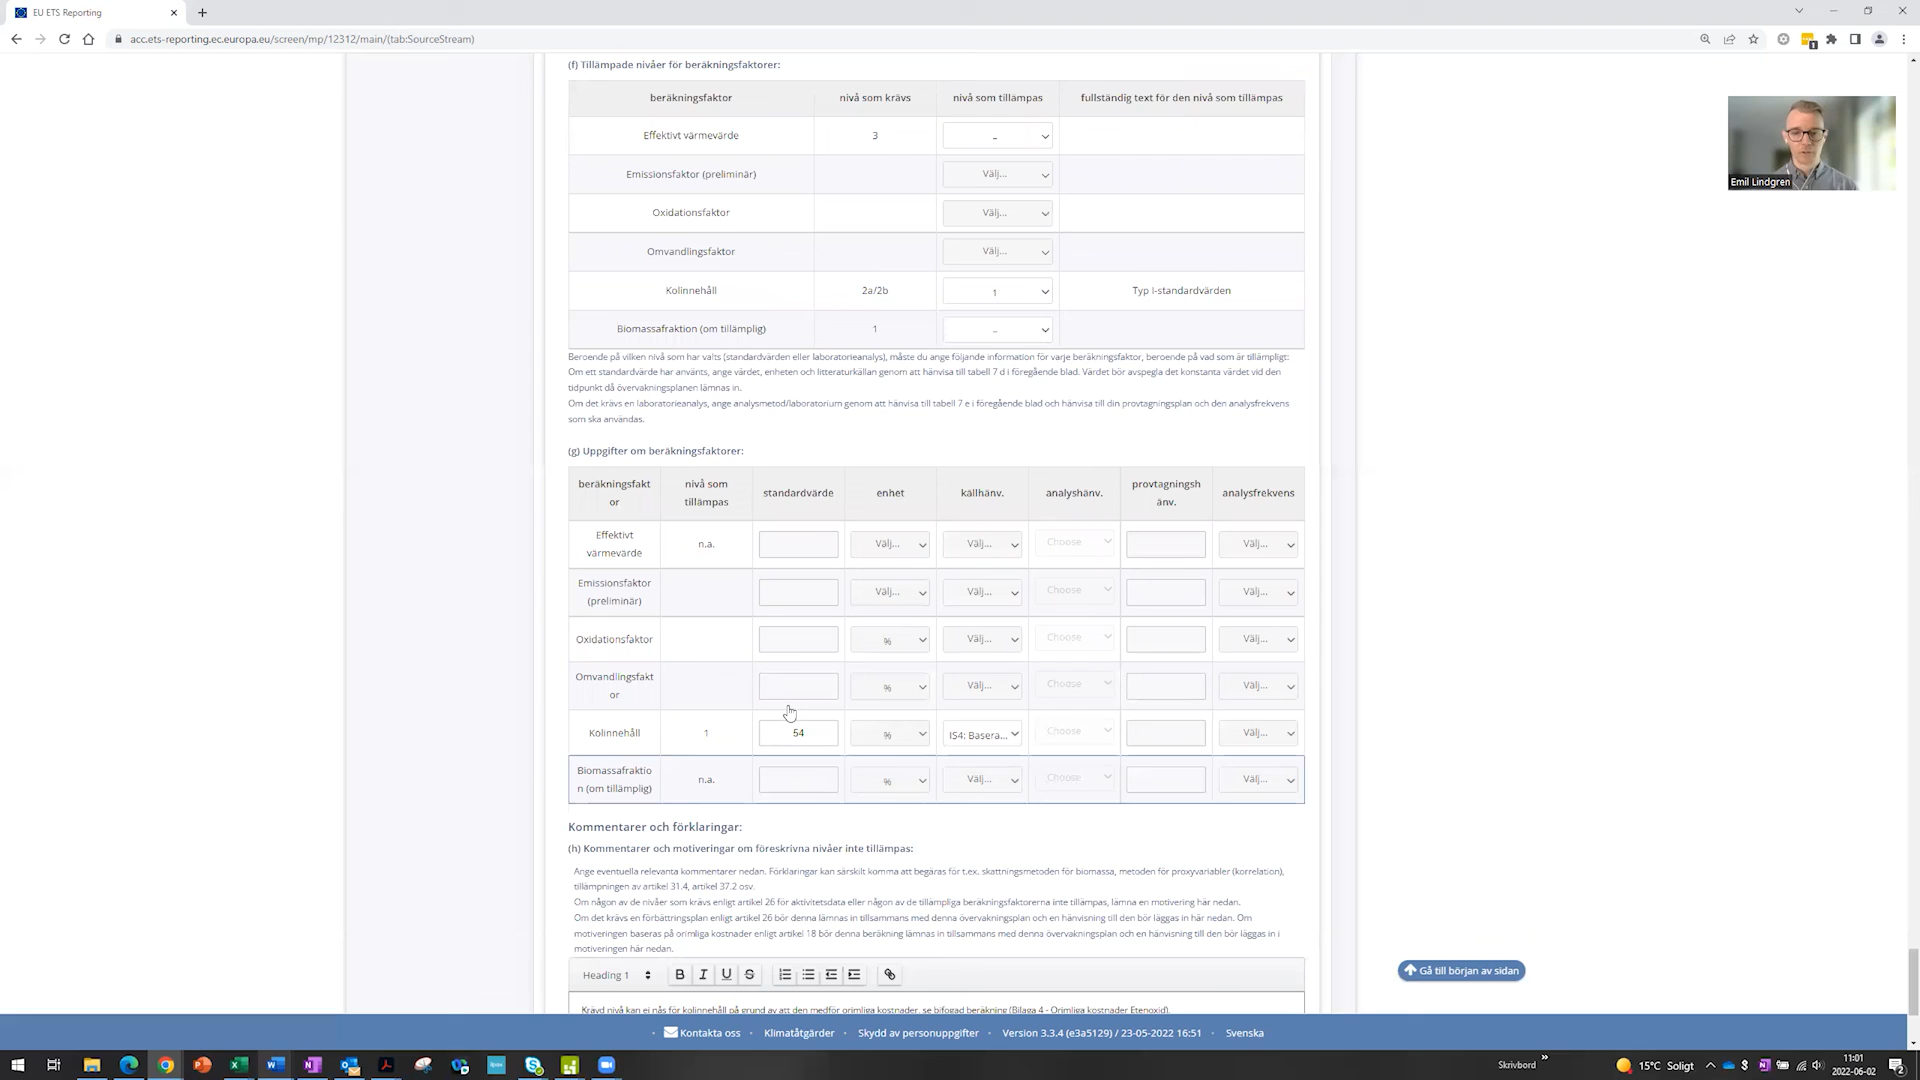 EU ETS Reporting
acc.ets-reporting.ec.europa.eu/screen/mp/12312/main/(tab:SourceStream)
(f) Tillämpade nivåer för beräkningsfaktorer:
beräkningsfaktor nivå som krävs nivå som tillämpas fullständig text för den nivå som tillämpas
Effektivt värmevärde 3 –
Emissionsfaktor (preliminär) Välj...
Oxidationsfaktor Välj...
Omvandlingsfaktor Välj...
Kolinnehåll 2a/2b 1 Typ I-standardvärden
Biomassafraktion (om tillämplig) 1 –
Emil Lindgren
Beroende på vilken nivå som har valts (standardvärden eller laboratorieanalys), måste du ange följande information för varje beräkningsfaktor, beroende på vad som är tillämpligt:
Om ett standardvärde har använts, ange värdet, enheten och litteraturkällan genom att hänvisa till tabell 7 d i föregående blad. Värdet bör avspegla det konstanta värdet vid den
tidpunkt då övervakningsplanen lämnas in.
Om det krävs en laboratorieanalys, ange analysmetod/laboratorium genom att hänvisa till tabell 7 e i föregående blad och hänvisa till din provtagningsplan och den analysfrekvens
som ska användas.
(g) Uppgifter om beräkningsfaktorer:
beräkningsfakt nivå som standardvärde enhet källhänv. analyshänv. provtagningsh analysfrekvens
or tillämpas änv.
Effektivt
värmevärde n.a. Välj... Välj... Choose Välj...
Emissionsfaktor
(preliminär) Välj... Välj... Choose Välj...
Oxidationsfaktor % Välj... Choose Välj...
Omvandlingsfakt
or % Välj... Choose Välj...
Kolinnehåll 1 54 % IS4: Basera... Choose Välj...
Biomassafraktio
n (om tillämplig) n.a. % Välj... Choose Välj...
Kommentarer och förklaringar:
(h) Kommentarer och motiveringar om föreskrivna nivåer inte tillämpas:
Ange eventuella relevanta kommentarer nedan. Förklaringar kan särskilt komma att begäras för t.ex. skattningsmetoden för biomassa, metoden för proxyvariabler (korrelation),
tillämpningen av artikel 31.4, artikel 37.2 osv.
Om någon av de nivåer som krävs enligt artikel 26 för aktivitetsdata eller någon av de tillämpliga beräkningsfaktorerna inte tillämpas, lämna en motivering här nedan.
Om det krävs en förbättringsplan enligt artikel 26 bör denna lämnas in tillsammans med denna övervakningsplan och en hänvisning till den bör läggas in här nedan. Om
motiveringen baseras på orimliga kostnader enligt artikel 18 bör denna beräkning lämnas in tillsammans med denna övervakningsplan och en hänvisning till den bör läggas in i
motiveringen här nedan.
Heading 1 B I U S
Gå till början av sidan
Krävd nivå kan ej nås för kolinnehåll på grund av att den medför orimliga kostnader, se bifogad beräkning (Bilaga 4 - Orimliga kostnader Etenoxid).
Kontakta oss Klimatåtgärder Skydd av personuppgifter Version 3.3.4 (e3a5129) / 23-05-2022 16:51 Svenska
Skrivbord 15°C Soligt 11:01
2022-06-02